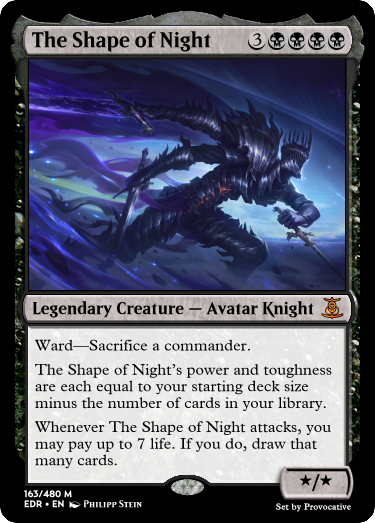 The Shape of Night 3
Legendary Creature — Avatar Knight
Ward—Sacrifice a commander.
The Shape of Night's power and toughness
are each equal to your starting deck size
minus the number of cards in your library.
Whenever The Shape of Night attacks, you
may pay up to 7 life. If you do, draw that
many cards.
★/★
163/480 M
EDR • EN Philipp Stein
Set by Provocative